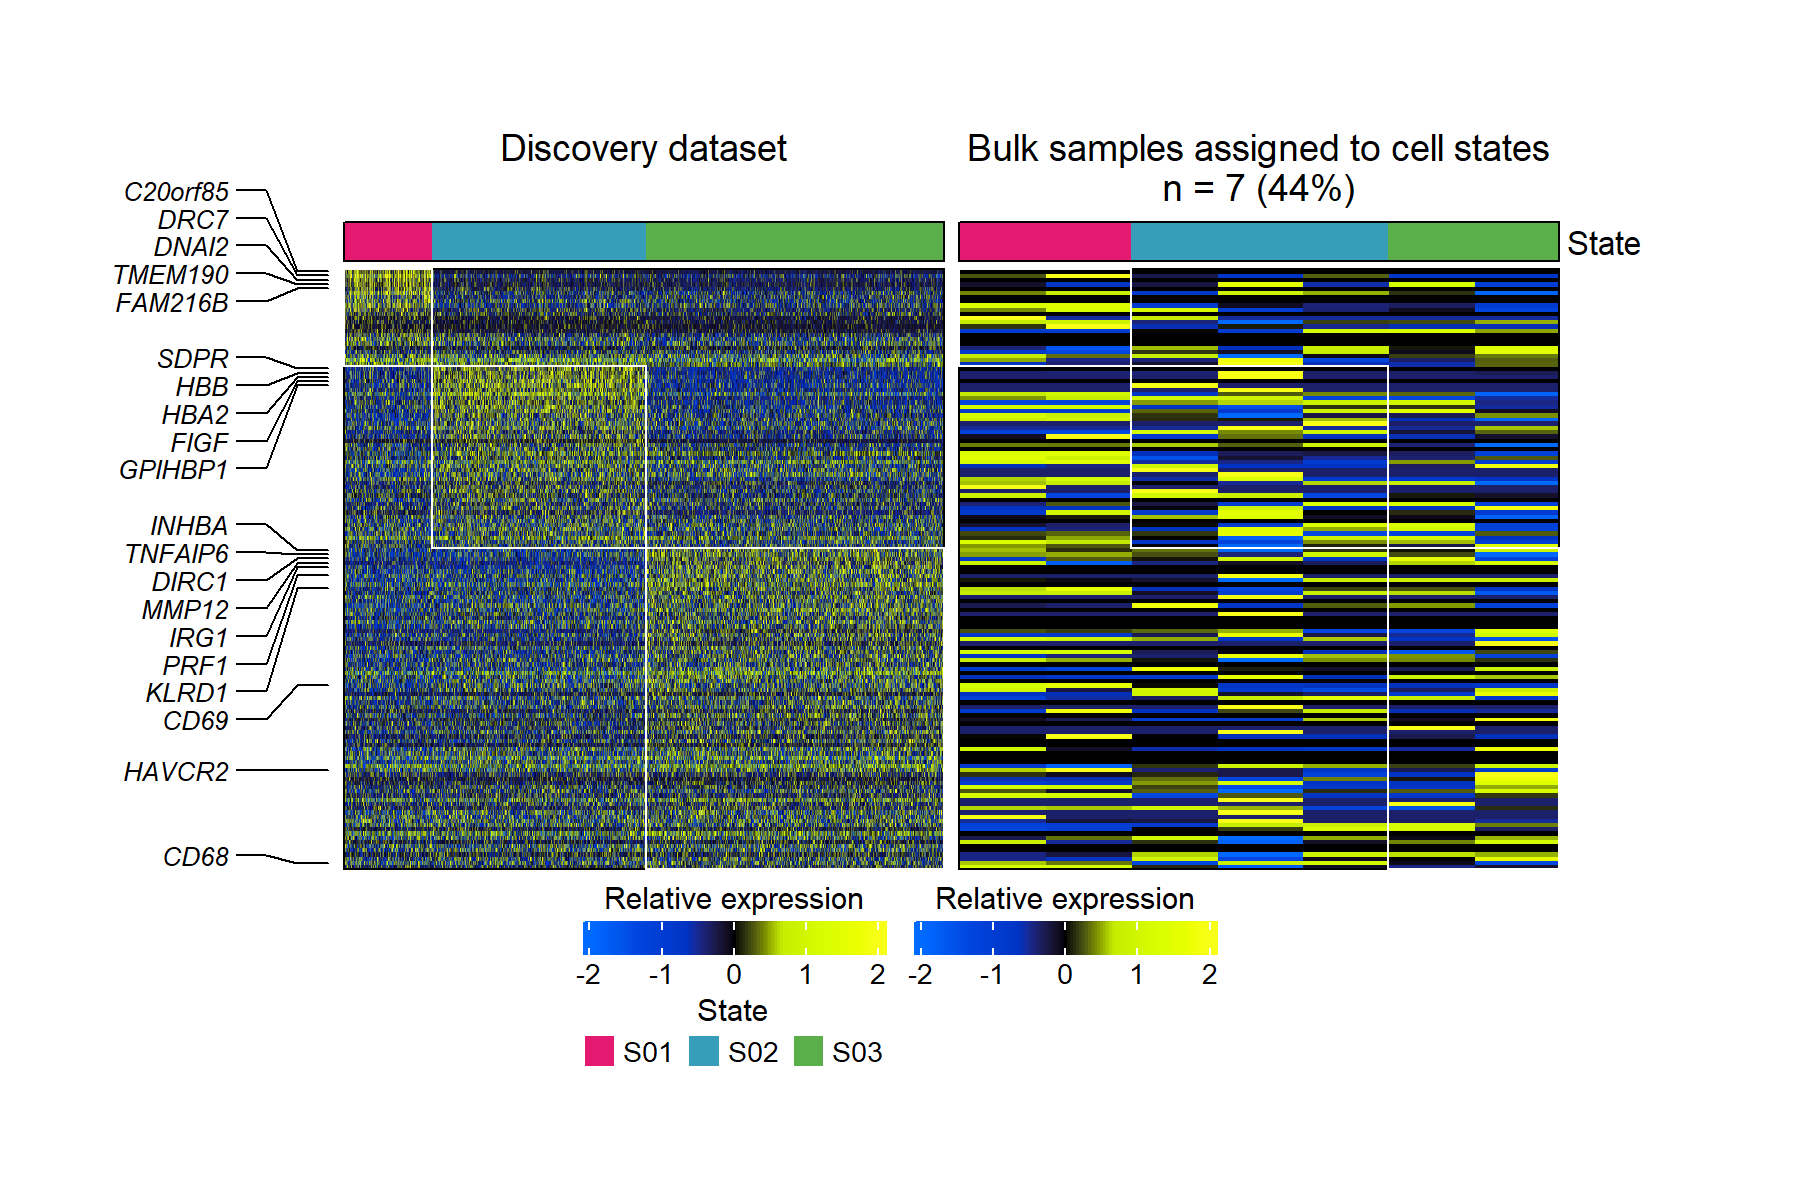 Discovery dataset
Bulk samples assigned to cell states
n = 7 (44%)
State
C20orf85
DRC7
DNAI2
TMEM190
FAM216B
SDPR
HBB
HBA2
FIGF
GPIHBP1
INHBA
TNFAIP6
DIRC1
MMP12
IRG1
PRF1
KLRD1
CD69
HAVCR2
CD68
Relative expression
-2 -1 0 1 2
Relative expression
-2 -1 0 1 2
State
S01 S02 S03